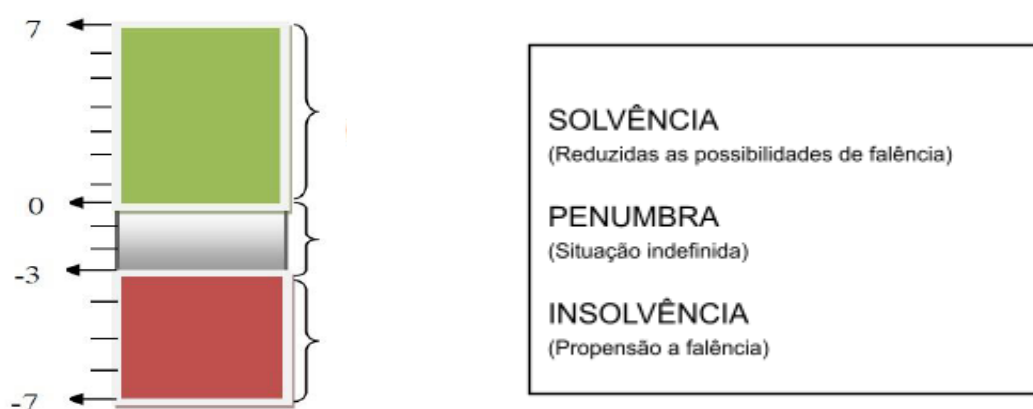 7
0
-3
-7
SOLVÊNCIA
(Reduzidas as possibilidades de falência)
PENUMBRA
(Situação indefinida)
INSOLVÊNCIA
(Propensão a falência)